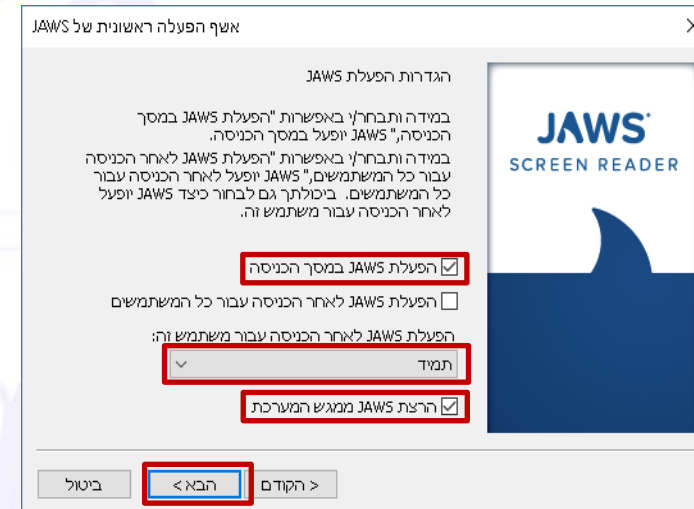 אשף הפעלה ראשונית של JAWS
הגדרות הפעלת JAWS
במידה ותבחר/י באפשרות "הפעלת JAWS במסך
הכניסה," JAWS יופעל במסך הכניסה.
במידה ותבחר/י באפשרות "הפעלת JAWS לאחר הכניסה
עבור כל המשתמשים," JAWS יופעל לאחר הכניסה עבור
כל המשתמשים. ביכולתך גם לבחור כיצד JAWS יופעל
לאחר הכניסה עבור משתמש זה.
הפעלת JAWS במסך הכניסה
הפעלת JAWS לאחר הכניסה עבור כל המשתמשים
הפעלת JAWS לאחר הכניסה עבור משתמש זה:
תמיד
הרצת JAWS ממגש המערכת
< הקודם
הבא >
ביטול
JAWS
SCREEN READER